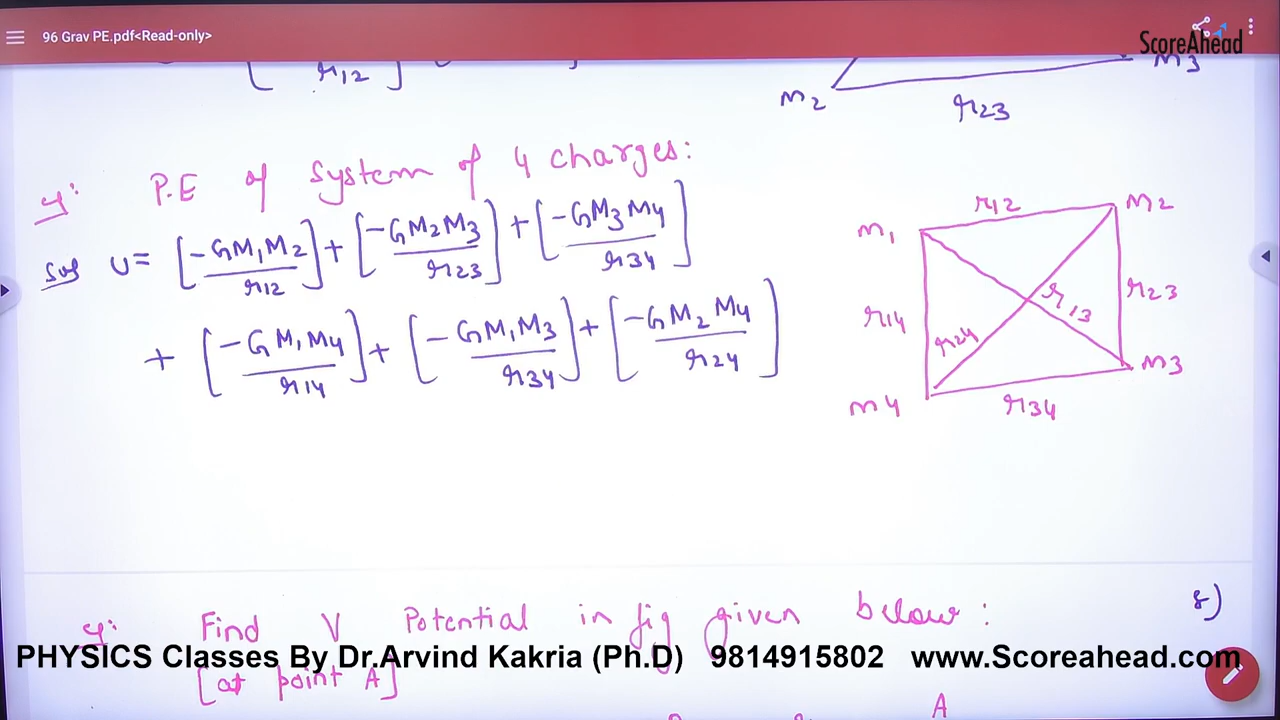 96 Grav PE.pdf<Read-only>
ScoreAhead
r12
m3
m2
r23
eg: P.E of system of 4 charges:
Sol U = [-GM1M2/r12] + [-GM2M3/r23] + [-GM3M4/r34]
+ [-GM1M4/r14] + [-GM1M3/r34] + [-GM2M4/r24]
m1 r12 m2
r14 r24 r13 r23
m4 r34 m3
8)
eg: Find V Potential in fig given below:
[at point A]
PHYSICS Classes By Dr.Arvind Kakria (Ph.D) 9814915802 www.Scoreahead.com
A